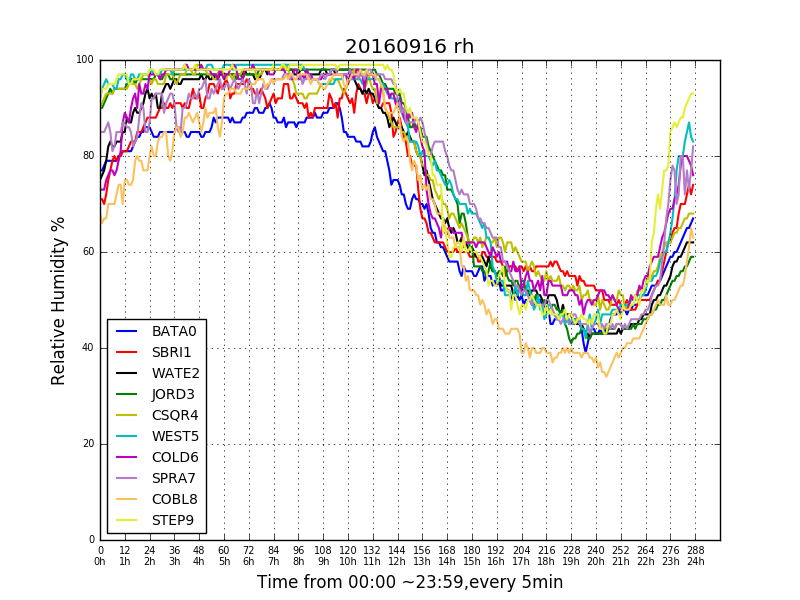 20160916 rh
100
80
60
40
20
0
Relative Humidity %
BATA0
SBRI1
WATE2
JORD3
CSQR4
WEST5
COLD6
SPRA7
COBL8
STEP9
0 12 24 36 48 60 72 84 96 108 120 132 144 156 168 180 192 204 216 228 240 252 264 276 288
0h 1h 2h 3h 4h 5h 6h 7h 8h 9h 10h 11h 12h 13h 14h 15h 16h 17h 18h 19h 20h 21h 22h 23h 24h
Time from 00:00 ~23:59,every 5min